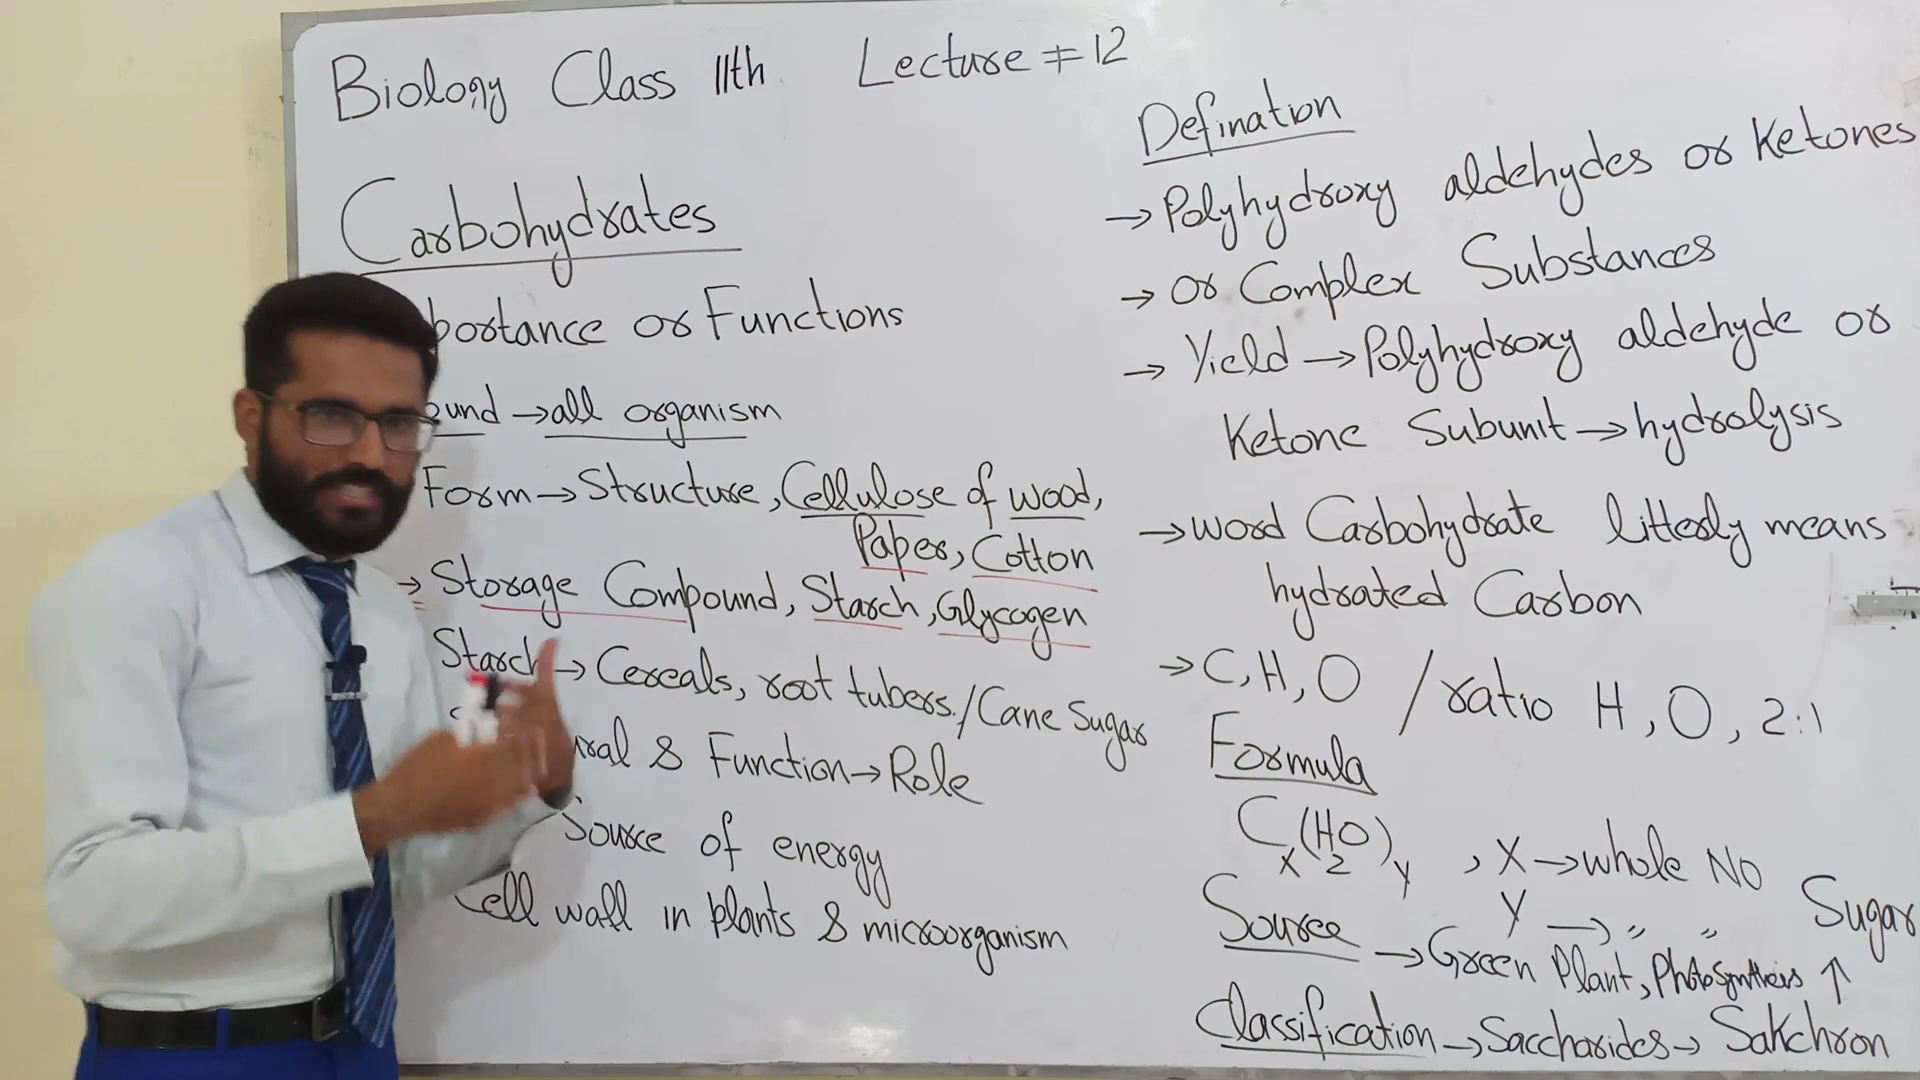 Biology Class 11th Lecture # 12
Carbohydrates
portance or Functions
ound → all organism
Form → Structure, Cellulose of wood,
Paper, Cotton
→ Storage Compound, Starch, Glycogen
Starch → Cereals, root tubers. / Cane Sugar
ural & Function → Role
Source of energy
Cell wall in plants & microorganism
Defination
→ Polyhydroxy aldehydes or Ketones
→ or Complex Substances
→ Yield → Polyhydroxy aldehyde or
Ketone Subunit → hydrolysis
→ word Carbohydrate litterly means
hydrated Carbon
→ C, H, O / ratio H, O, 2:1
Formula
Cx(H2O)y , X → whole NO
Y → " "
Source → Green Plant, Photosynthesis
Sugar
↑
Classification → Saccharides → Sakchron